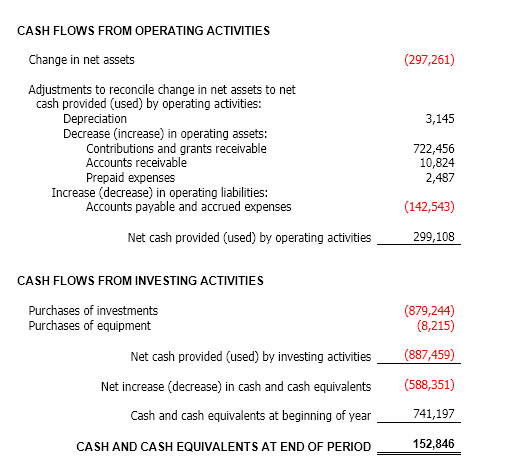 CASH FLOWS FROM OPERATING ACTIVITIES
Change in net assets (297,261)
Adjustments to reconcile change in net assets to net
cash provided (used) by operating activities:
Depreciation 3,145
Decrease (increase) in operating assets:
Contributions and grants receivable 722,456
Accounts receivable 10,824
Prepaid expenses 2,487
Increase (decrease) in operating liabilities:
Accounts payable and accrued expenses (142,543)
Net cash provided (used) by operating activities 299,108
CASH FLOWS FROM INVESTING ACTIVITIES
Purchases of investments (879,244)
Purchases of equipment (8,215)
Net cash provided (used) by investing activities (887,459)
Net increase (decrease) in cash and cash equivalents (588,351)
Cash and cash equivalents at beginning of year 741,197
CASH AND CASH EQUIVALENTS AT END OF PERIOD 152,846